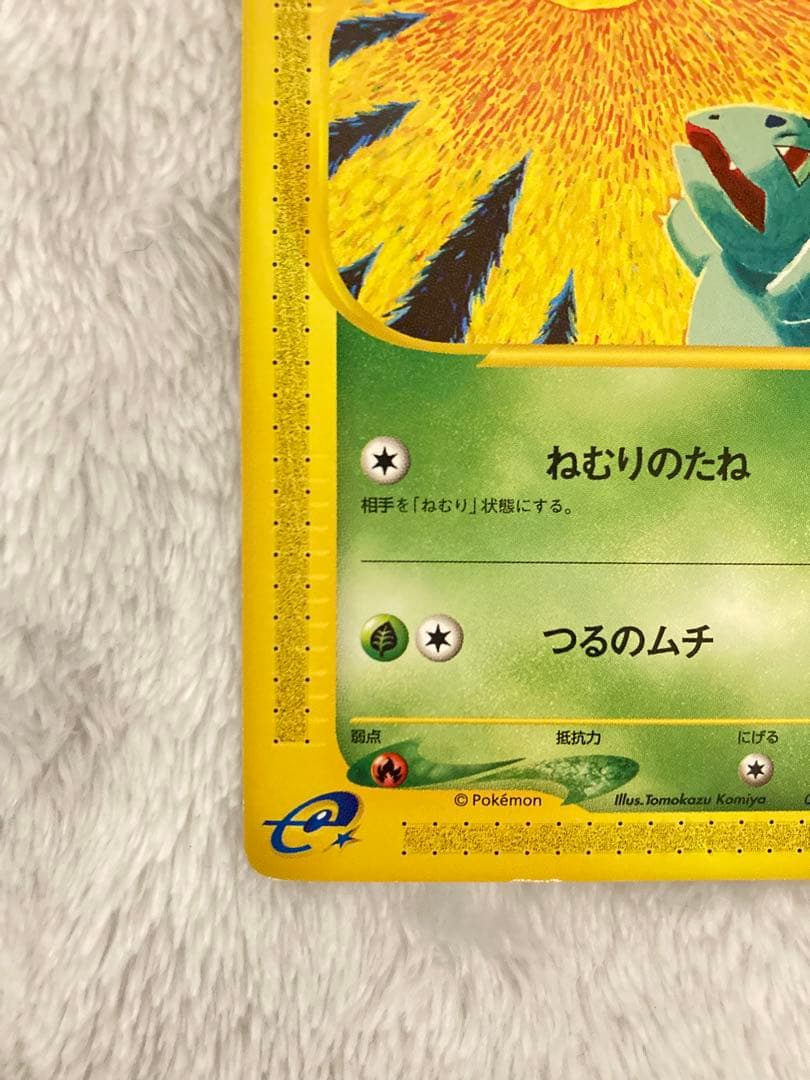 ねむりのたね
相手を「ねむり」状態にする。
つるのムチ
弱点 抵抗力 にげる
© Pokémon Illus. Tomokazu Komiya
e